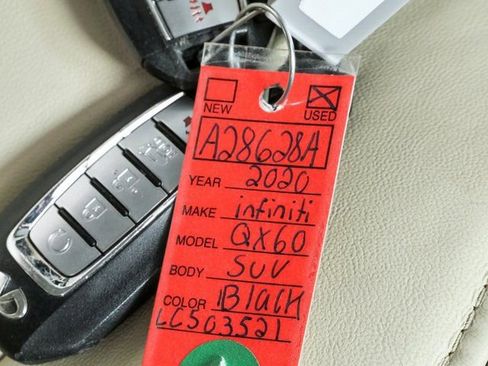 NEW USED
A28628A
YEAR 2020
MAKE infiniti
MODEL QX60
BODY SUV
COLOR Black
LC503521